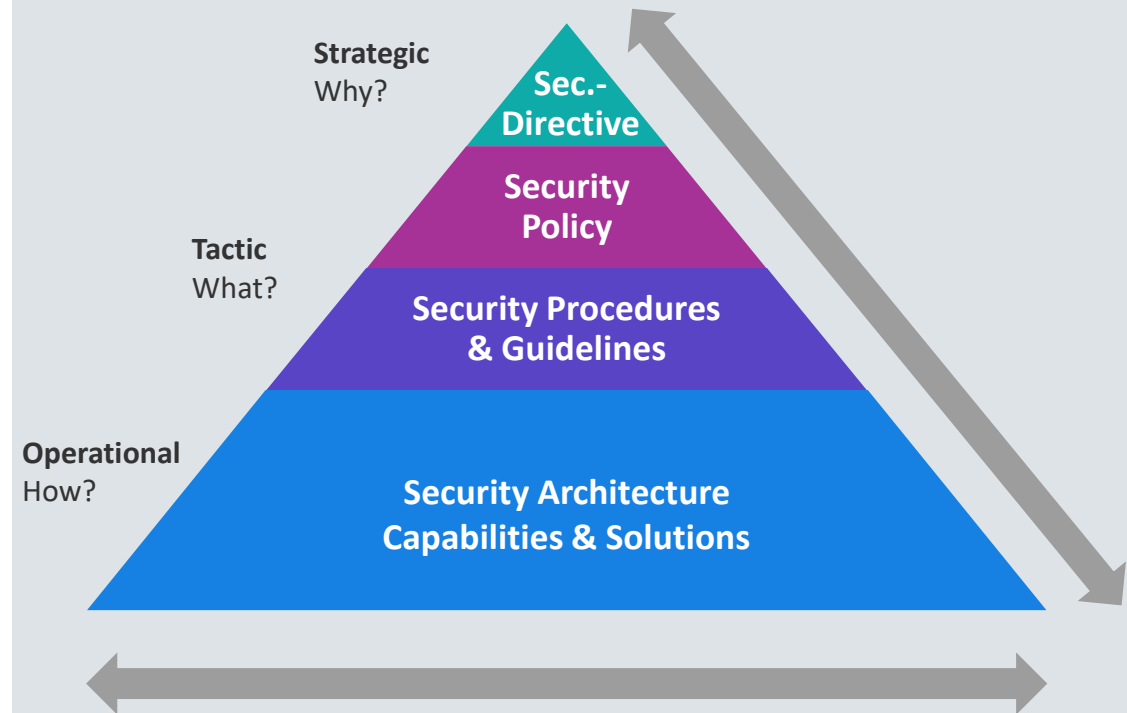 Strategic
Why?
Sec.-
Directive
Security
Policy
Tactic
What?
Security Procedures
& Guidelines
Operational
How?
Security Architecture
Capabilities & Solutions